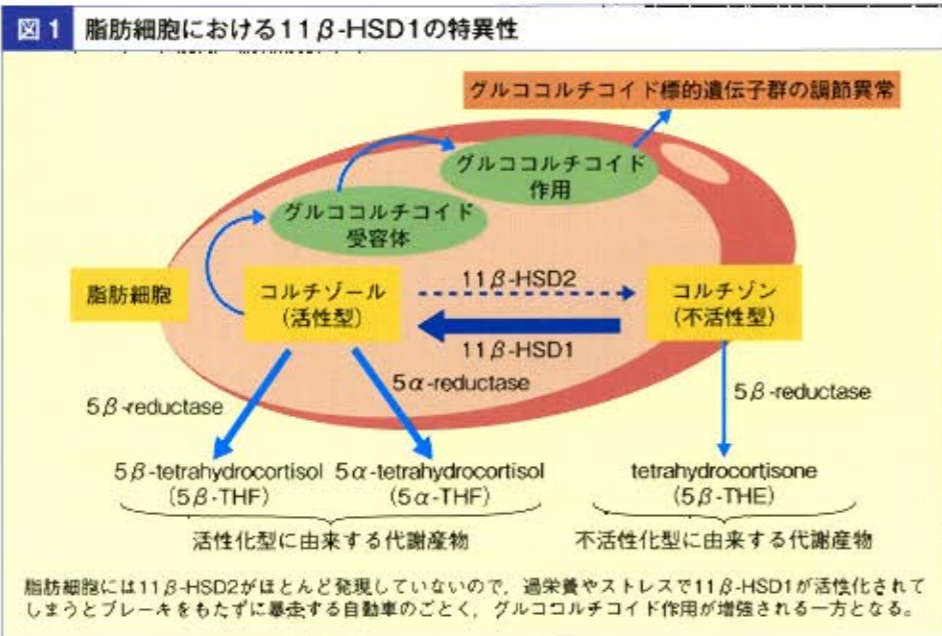 図1 脂肪細胞における11β-HSD1の特異性
グルココルチコイド標的遺伝子群の調節異常
グルココルチコイド
作用
グルココルチコイド
受容体
脂肪細胞
コルチゾール
（活性型）
11β-HSD2
11β-HSD1
コルチゾン
（不活性型）
5β-reductase
5α-reductase
5β-reductase
5β-tetrahydrocortisol
（5β-THF）
5α-tetrahydrocortisol
（5α-THF）
tetrahydrocortisone
（5β-THE）
活性化型に由来する代謝産物
不活性化型に由来する代謝産物
脂肪細胞には11β-HSD2がほとんど発現していないので，過栄養やストレスで11β-HSD1が活性化されて
しまうとブレーキをもたずに暴走する自動車のごとく，グルココルチコイド作用が増強される一方となる。